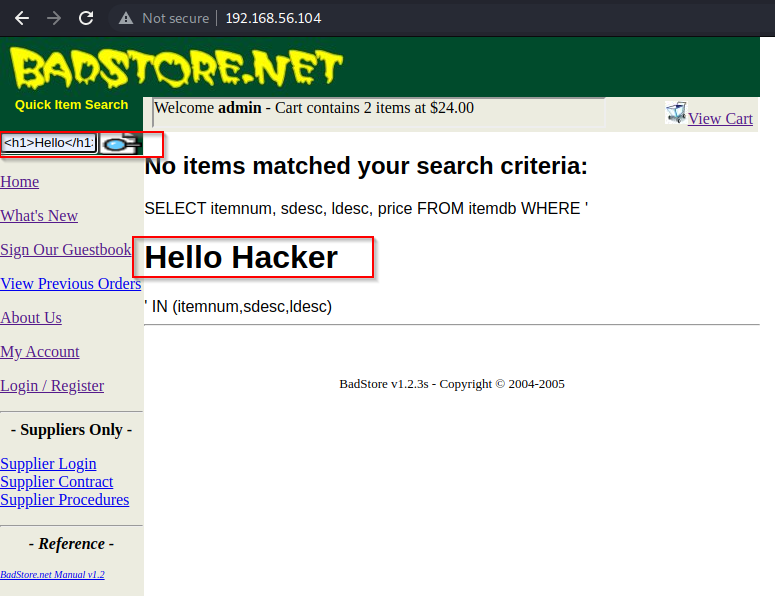 Not secure 192.168.56.104
BADSTORE.NET
Quick Item Search
Welcome admin - Cart contains 2 items at $24.00
View Cart
<h1>Hello</h1>
No items matched your search criteria:
SELECT itemnum, sdesc, ldesc, price FROM itemdb WHERE '
Hello Hacker
' IN (itemnum,sdesc,ldesc)
Home
What's New
Sign Our Guestbook
View Previous Orders
About Us
My Account
Login / Register
BadStore v1.2.3s - Copyright © 2004-2005
- Suppliers Only -
Supplier Login
Supplier Contract
Supplier Procedures
- Reference -
BadStore.net Manual v1.2